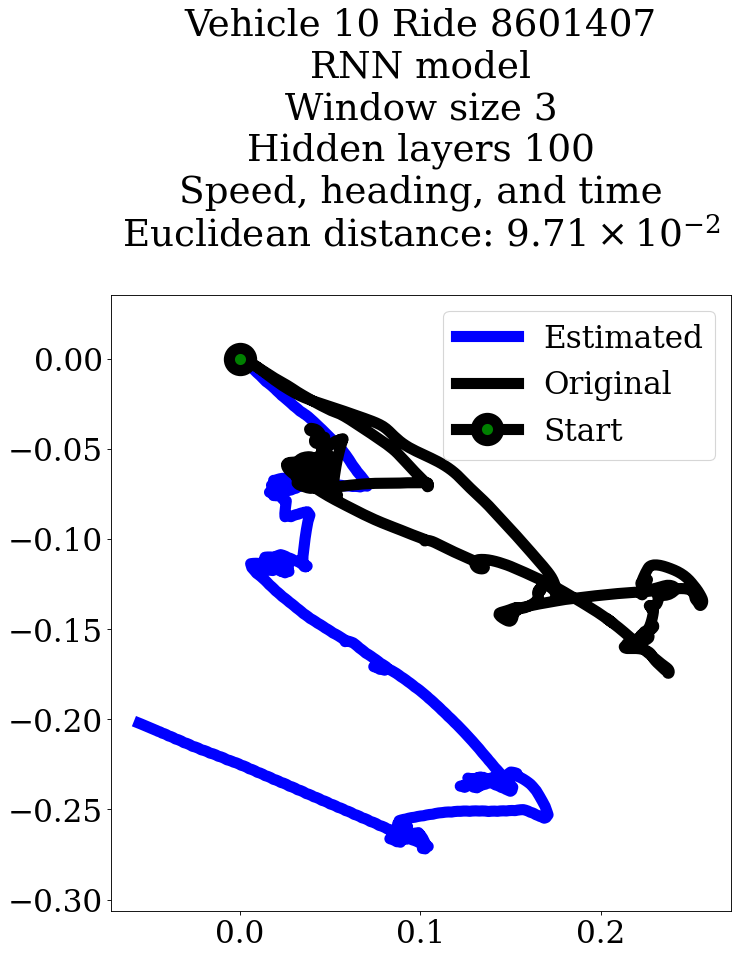 Vehicle 10 Ride 8601407
RNN model
Window size 3
Hidden layers 100
Speed, heading, and time
Euclidean distance: 9.71 × 10⁻²
Estimated
Original
Start
0.00
−0.05
−0.10
−0.15
−0.20
−0.25
−0.30
0.0 0.1 0.2